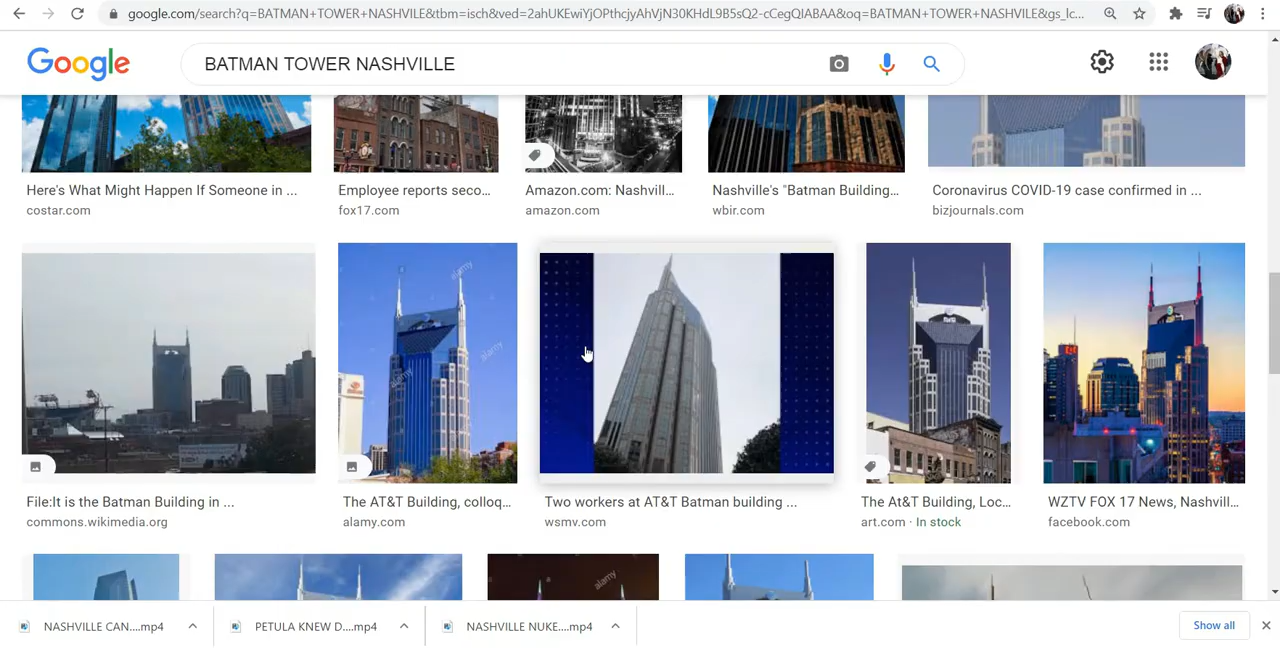 google.com/search?q=BATMAN+TOWER+NASHVILE&tbm=isch&ved=2ahUKEwiYjOPthcjyAhVjN30KHdL9B5sQ2-cCegQIABAA&oq=BATMAN+TOWER+NASHVILE&gs_lc...
Google
BATMAN TOWER NASHVILLE
Here's What Might Happen If Someone in ...
costar.com
Employee reports seco...
fox17.com
Amazon.com: Nashvill...
amazon.com
Nashville's "Batman Building...
wbir.com
Coronavirus COVID-19 case confirmed in ...
bizjournals.com
alamy
alamy
alamy
File:It is the Batman Building in ...
commons.wikimedia.org
The AT&T Building, colloq...
alamy.com
Two workers at AT&T Batman building ...
wsmv.com
The At&T Building, Loc...
art.com · In stock
WZTV FOX 17 News, Nashvill...
facebook.com
alamy
NASHVILLE CAN....mp4
PETULA KNEW D....mp4
NASHVILLE NUKE....mp4
Show all